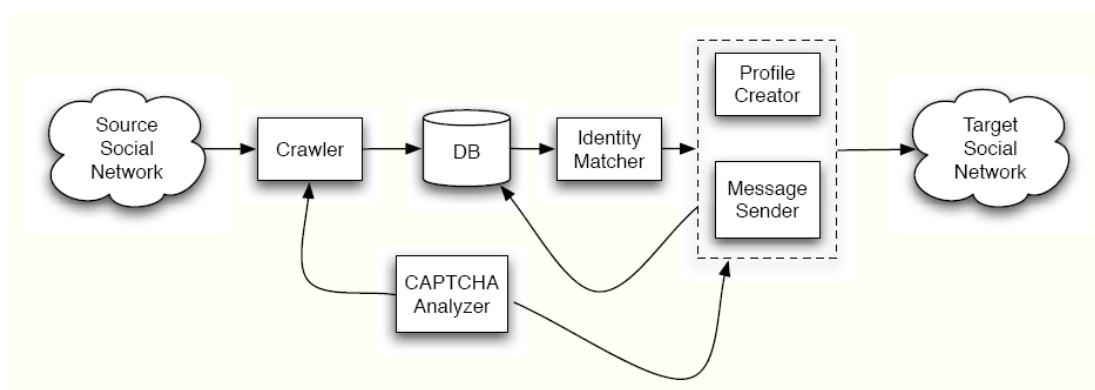 Source
Social
Network
Crawler
DB
Identity
Matcher
Profile
Creator
Message
Sender
Target
Social
Network
CAPTCHA
Analyzer